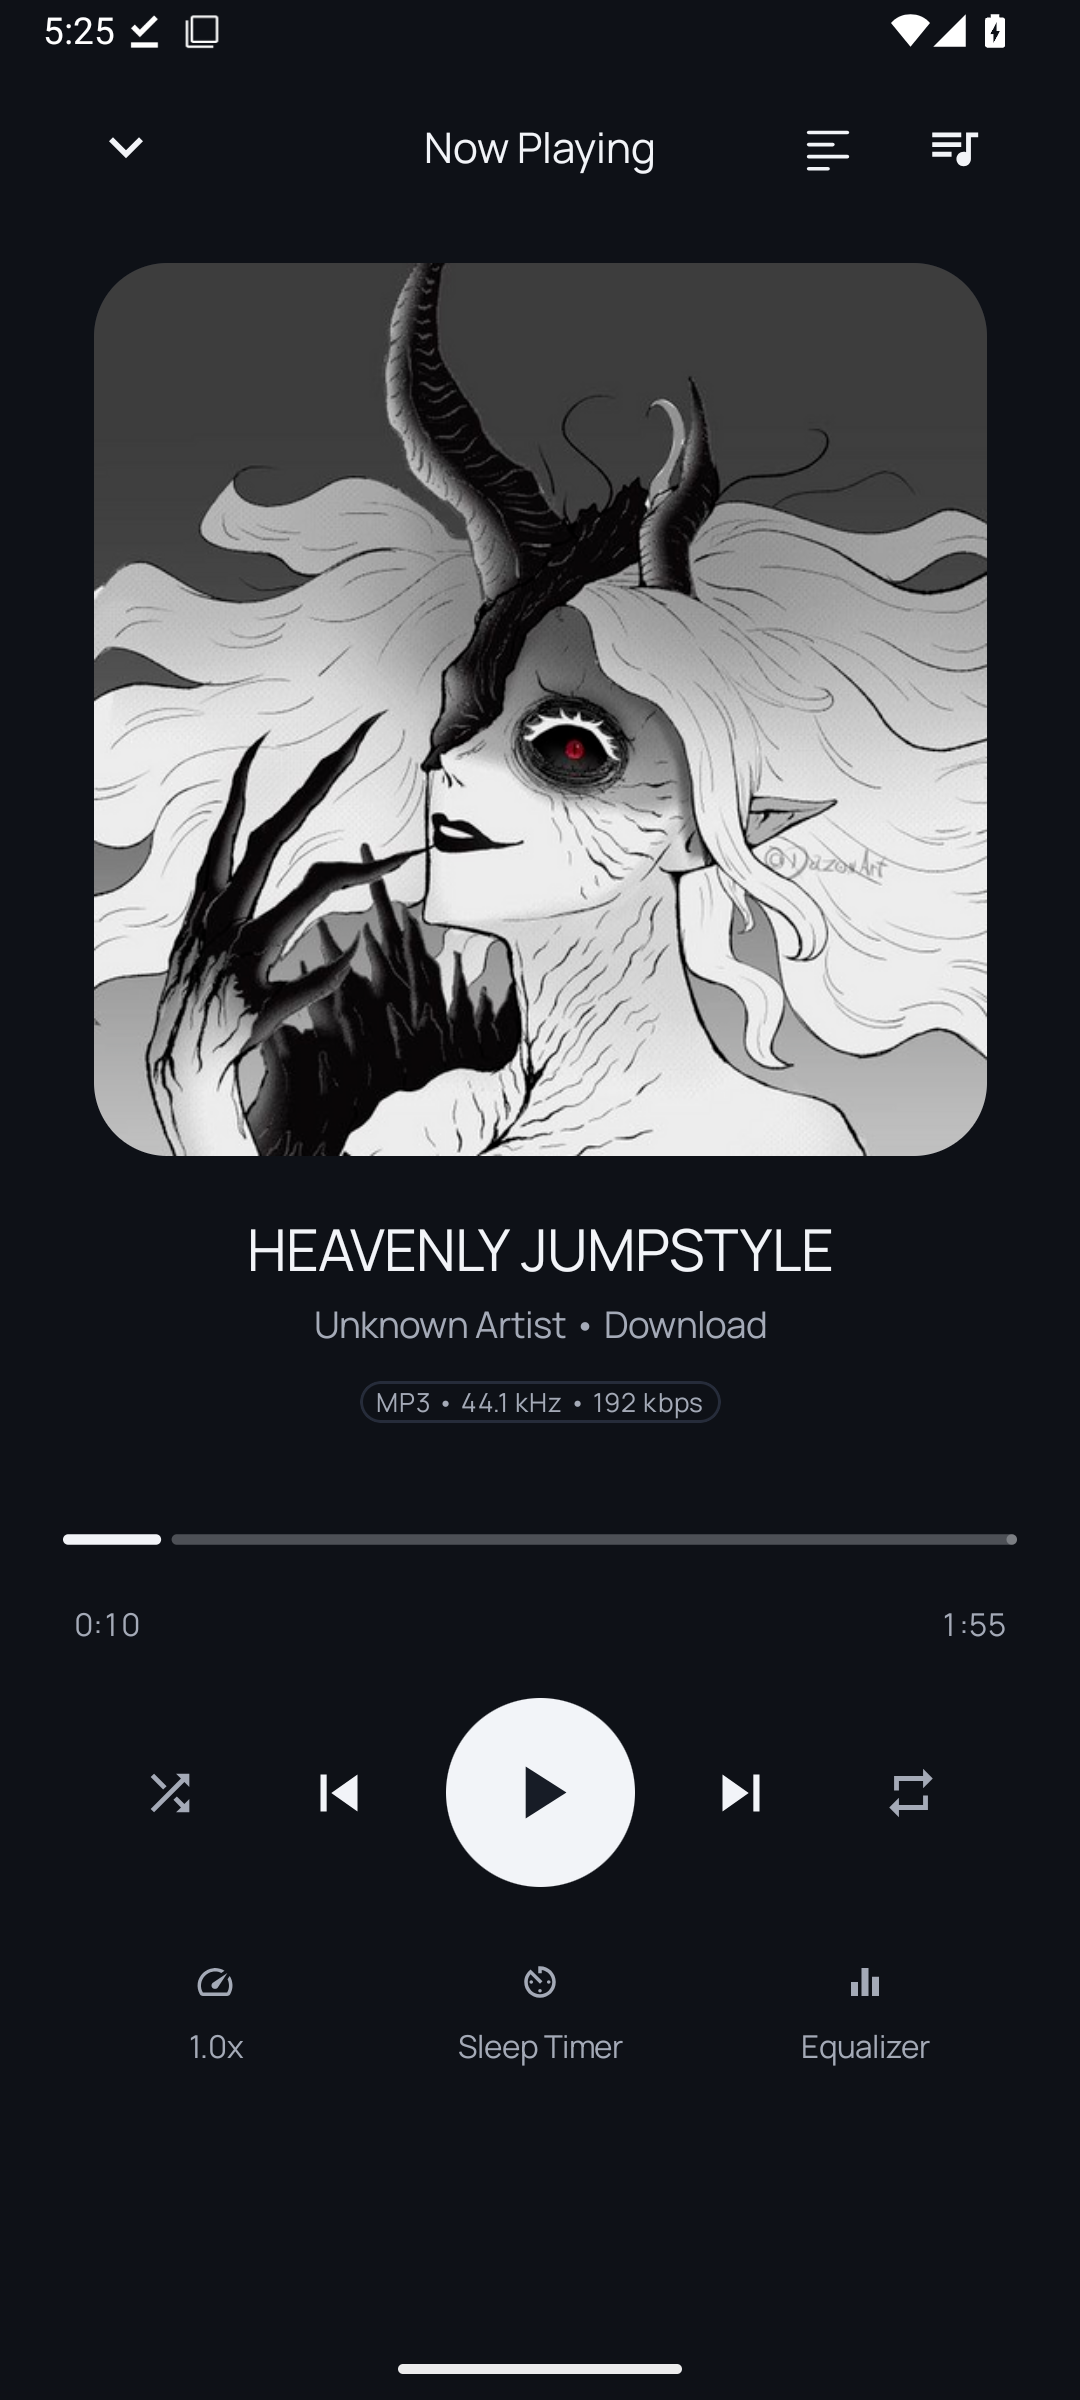 5:25
Now Playing
©DazoxArt
HEAVENLY JUMPSTYLE
Unknown Artist • Download
MP3 • 44.1 kHz • 192 kbps
0:10
1:55
1.0x
Sleep Timer
Equalizer